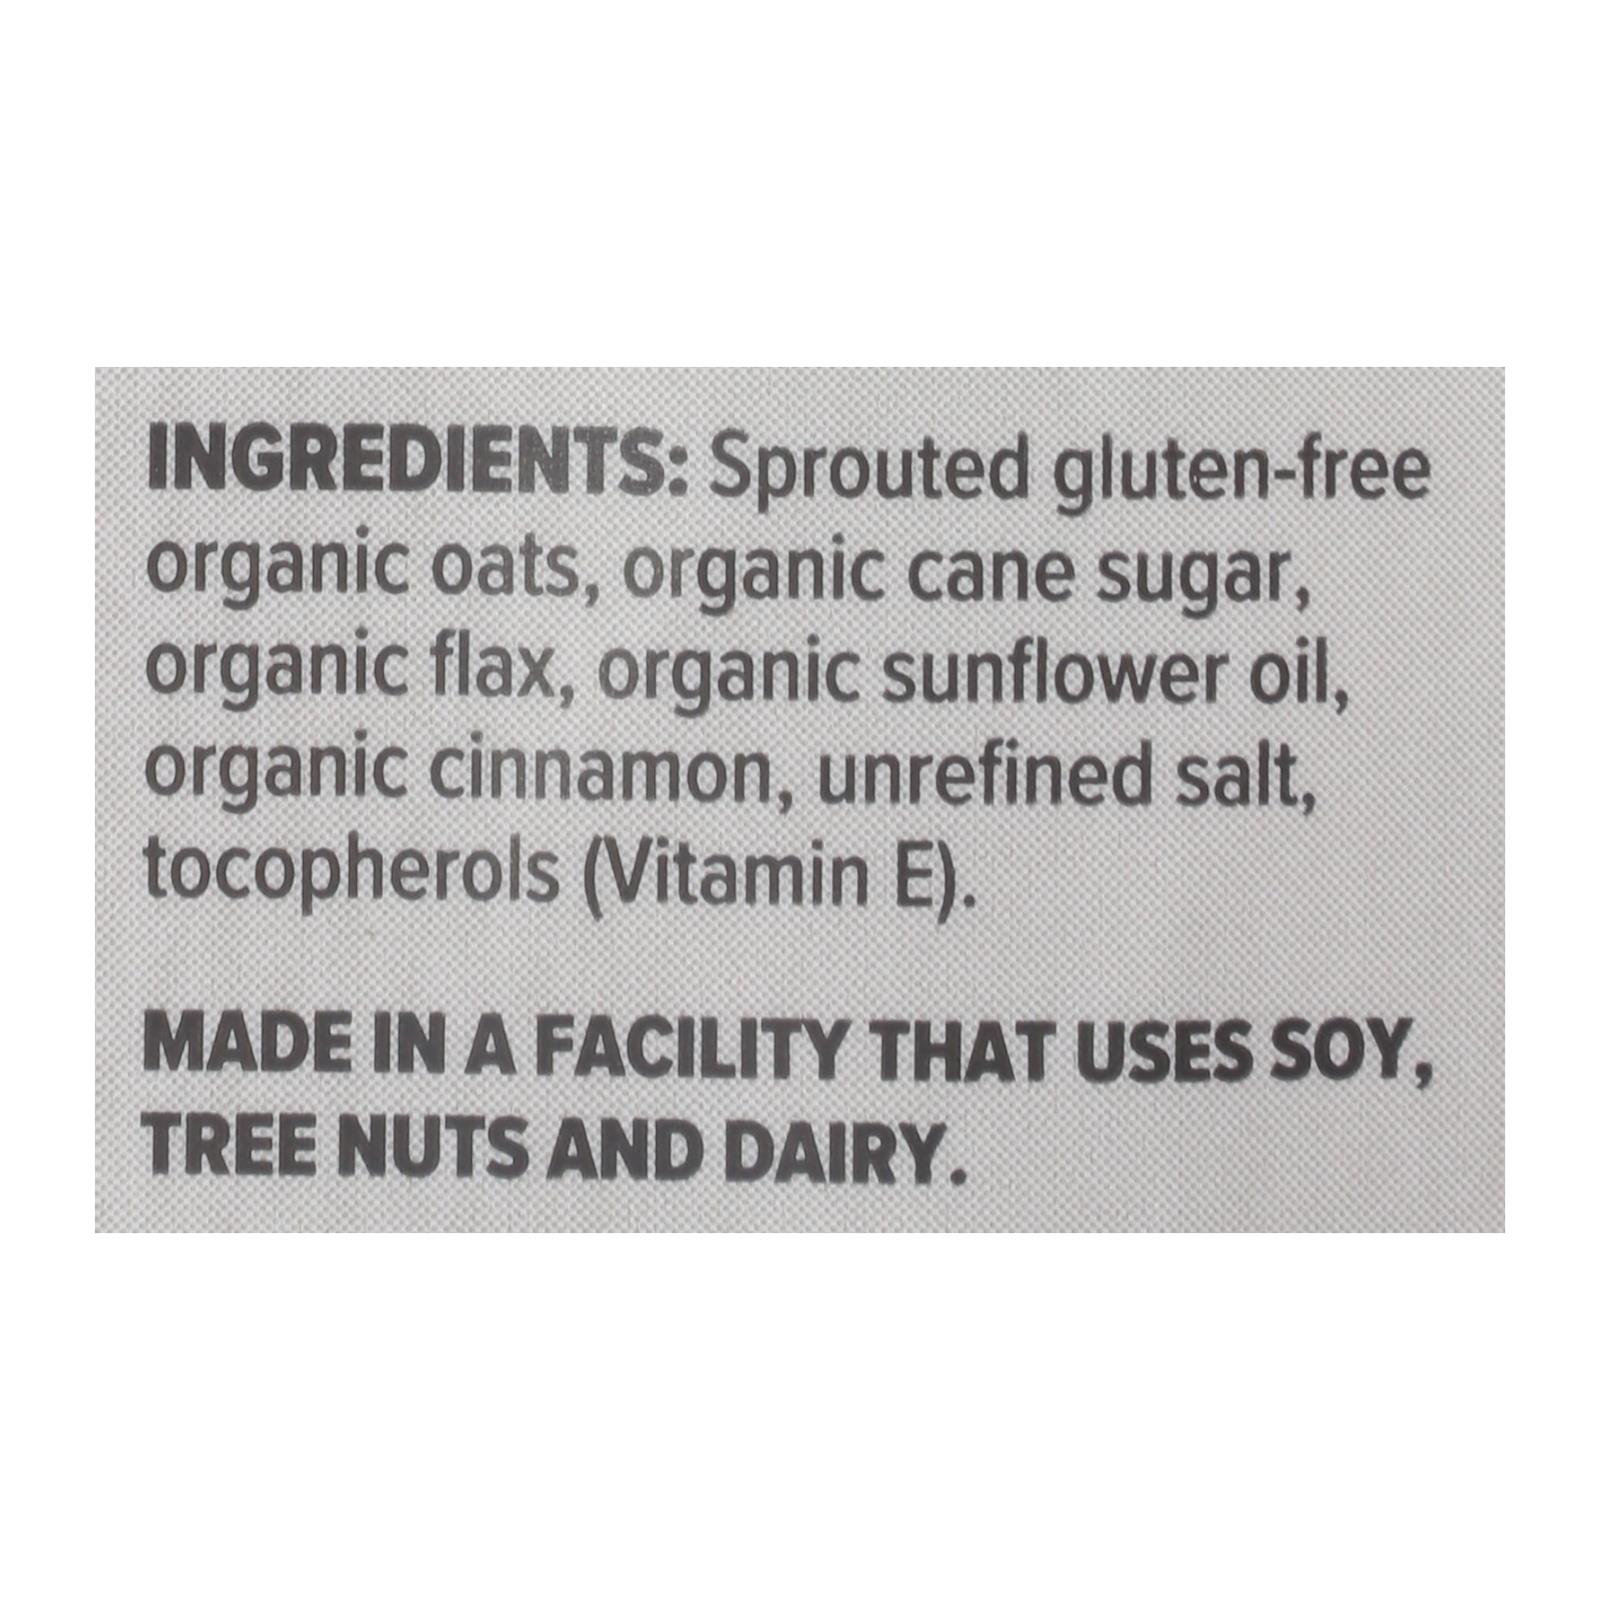 INGREDIENTS: Sprouted gluten-free
organic oats, organic cane sugar,
organic flax, organic sunflower oil,
organic cinnamon, unrefined salt,
tocopherols (Vitamin E).
MADE IN A FACILITY THAT USES SOY,
TREE NUTS AND DAIRY.